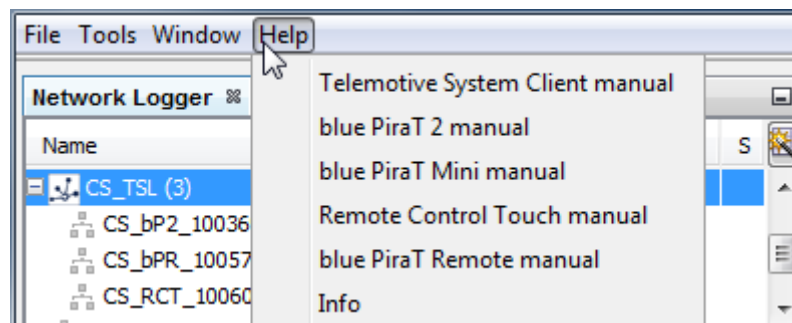 File Tools Window Help
Network Logger
Name S
CS_TSL (3)
CS_bP2_10036
CS_bPR_10057
CS_RCT_10060
Telemotive System Client manual
blue PiraT 2 manual
blue PiraT Mini manual
Remote Control Touch manual
blue PiraT Remote manual
Info